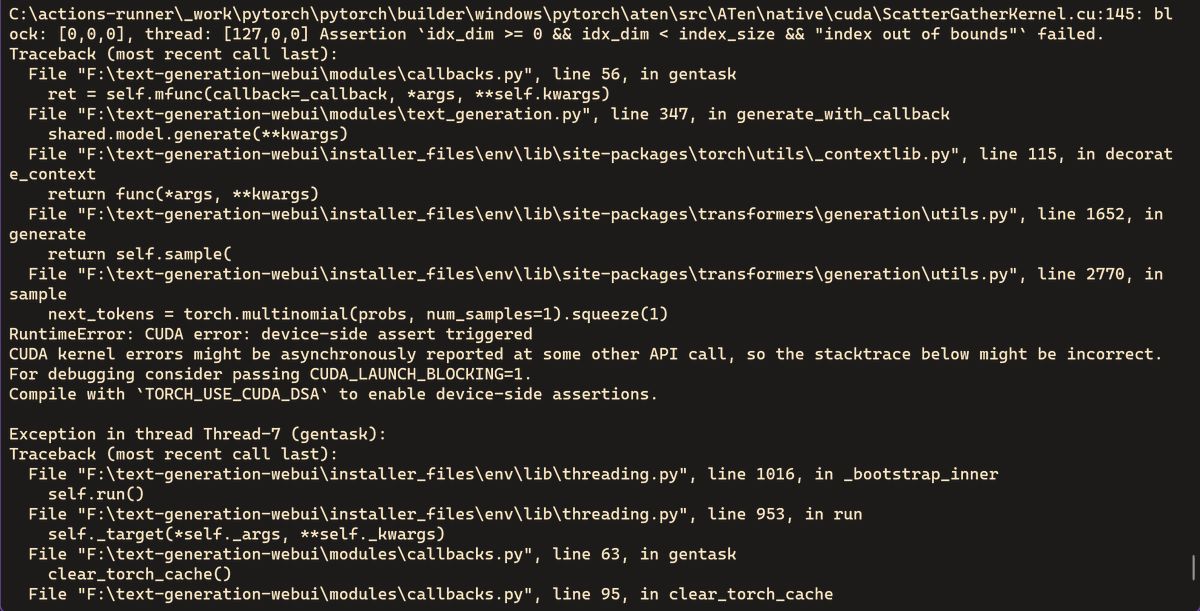 C:\actions-runner\_work\pytorch\pytorch\builder\windows\pytorch\aten\src\ATen\native\cuda\ScatterGatherKernel.cu:145: bl
ock: [0,0,0], thread: [127,0,0] Assertion `idx_dim >= 0 && idx_dim < index_size && "index out of bounds"` failed.
Traceback (most recent call last):
  File "F:\text-generation-webui\modules\callbacks.py", line 56, in gentask
    ret = self.mfunc(callback=_callback, *args, **self.kwargs)
  File "F:\text-generation-webui\modules\text_generation.py", line 347, in generate_with_callback
    shared.model.generate(**kwargs)
  File "F:\text-generation-webui\installer_files\env\lib\site-packages\torch\utils\_contextlib.py", line 115, in decorat
e_context
    return func(*args, **kwargs)
  File "F:\text-generation-webui\installer_files\env\lib\site-packages\transformers\generation\utils.py", line 1652, in
generate
    return self.sample(
  File "F:\text-generation-webui\installer_files\env\lib\site-packages\transformers\generation\utils.py", line 2770, in
sample
    next_tokens = torch.multinomial(probs, num_samples=1).squeeze(1)
RuntimeError: CUDA error: device-side assert triggered
CUDA kernel errors might be asynchronously reported at some other API call, so the stacktrace below might be incorrect.
For debugging consider passing CUDA_LAUNCH_BLOCKING=1.
Compile with `TORCH_USE_CUDA_DSA` to enable device-side assertions.

Exception in thread Thread-7 (gentask):
Traceback (most recent call last):
  File "F:\text-generation-webui\installer_files\env\lib\threading.py", line 1016, in _bootstrap_inner
    self.run()
  File "F:\text-generation-webui\installer_files\env\lib\threading.py", line 953, in run
    self._target(*self._args, **self._kwargs)
  File "F:\text-generation-webui\modules\callbacks.py", line 63, in gentask
    clear_torch_cache()
  File "F:\text-generation-webui\modules\callbacks.py", line 95, in clear_torch_cache